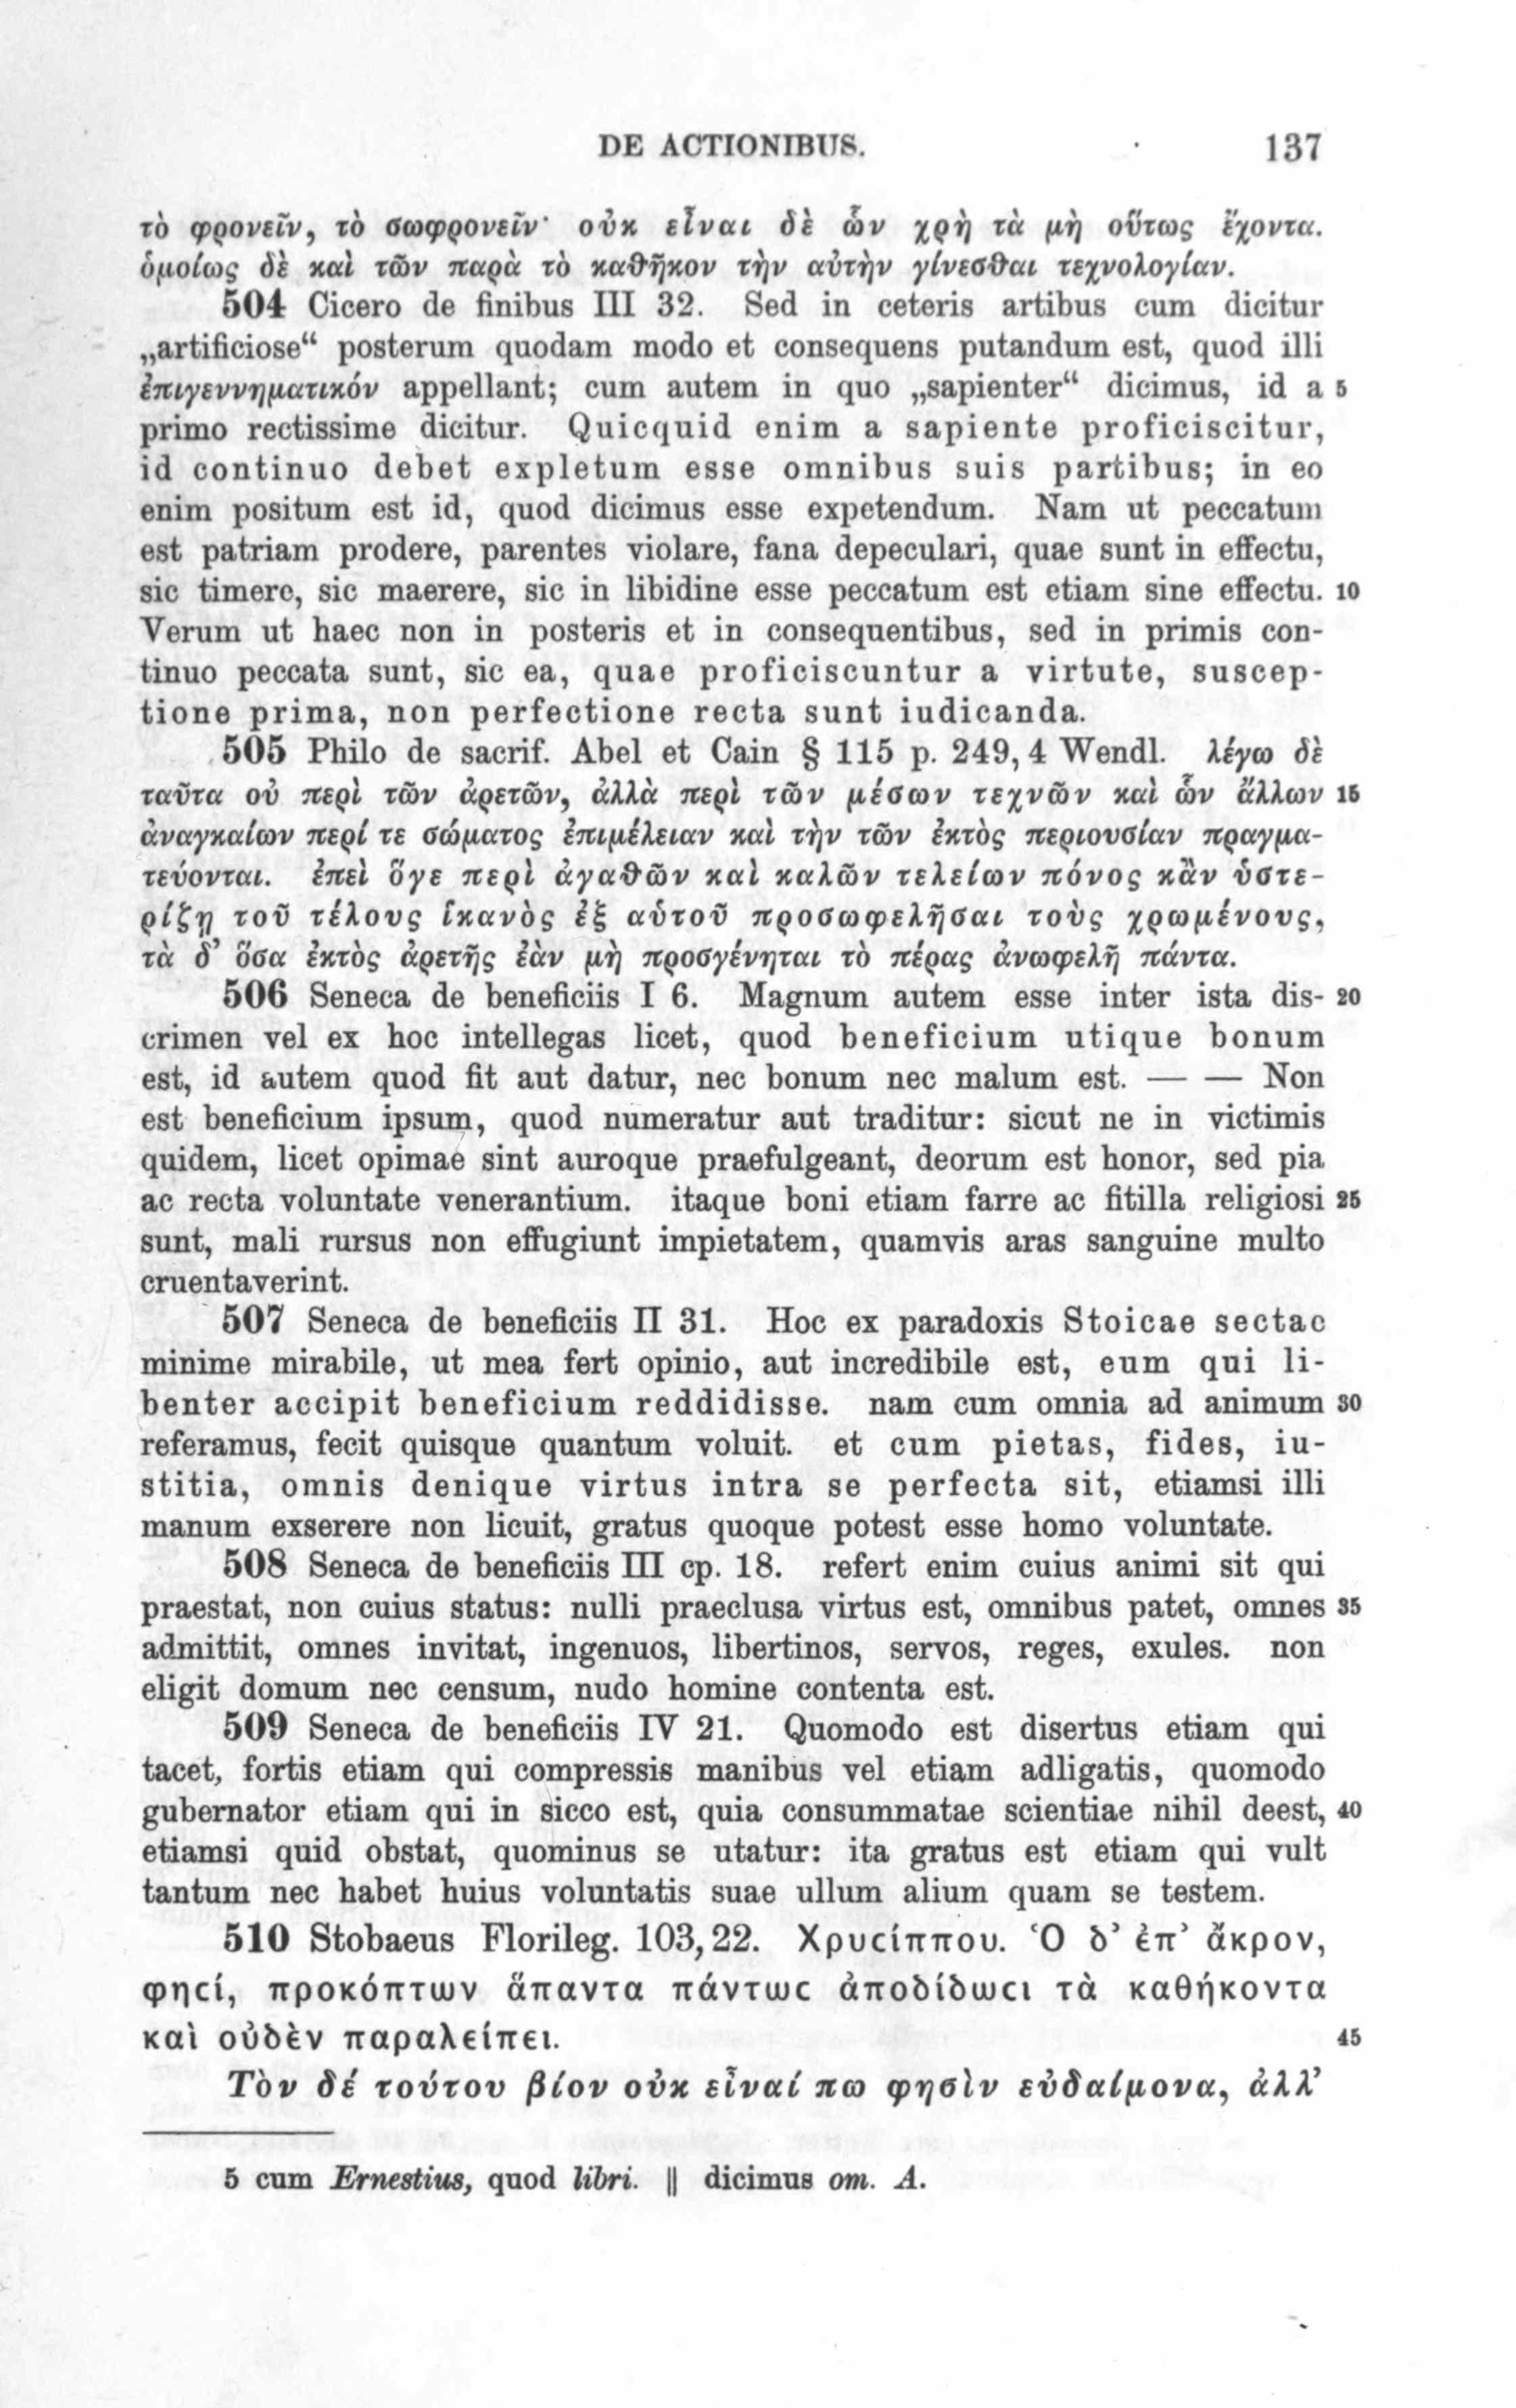 DE ACTIONIBUS. 137
τὸ φρονεῖν, τὸ σωφρονεῖν· οὐκ εἶναι δὲ ὧν χρὴ τὰ μὴ οὕτως ἔχοντα.
ὁμοίως δὲ καὶ τῶν παρὰ τὸ καθῆκον τὴν αὐτὴν γίνεσθαι τεχνολογίαν.
504 Cicero de finibus III 32. Sed in ceteris artibus cum dicitur
„artificiose“ posterum quodam modo et consequens putandum est, quod illi
ἐπιγεννηματικόν appellant; cum autem in quo „sapienter“ dicimus, id a 5
primo rectissime dicitur. Quicquid enim a sapiente proficiscitur,
id continuo debet expletum esse omnibus suis partibus; in eo
enim positum est id, quod dicimus esse expetendum. Nam ut peccatum
est patriam prodere, parentes violare, fana depeculari, quae sunt in effectu,
sic timere, sic maerere, sic in libidine esse peccatum est etiam sine effectu. 10
Verum ut haec non in posteris et in consequentibus, sed in primis con-
tinuo peccata sunt, sic ea, quae proficiscuntur a virtute, suscep-
tione prima, non perfectione recta sunt iudicanda.
505 Philo de sacrif. Abel et Cain § 115 p. 249,4 Wendl. λέγω δὲ
ταῦτα οὐ περὶ τῶν ἀρετῶν, ἀλλὰ περὶ τῶν μέσων τεχνῶν καὶ ὧν ἄλλων 15
ἀναγκαίων περί τε σώματος ἐπιμέλειαν καὶ τὴν τῶν ἐκτὸς περιουσίαν πραγμα-
τεύονται. ἐπεὶ ὅγε περὶ ἀγαθῶν καὶ καλῶν τελείων πόνος κἂν ὑστε-
ρίζῃ τοῦ τέλους ἱκανὸς ἐξ αὑτοῦ προσωφελῆσαι τοὺς χρωμένους,
τὰ δ’ ὅσα ἐκτὸς ἀρετῆς ἐὰν μὴ προσγένηται τὸ πέρας ἀνωφελῆ πάντα.
506 Seneca de beneficiis I 6. Magnum autem esse inter ista dis- 20
crimen vel ex hoc intellegas licet, quod beneficium utique bonum
est, id autem quod fit aut datur, nec bonum nec malum est. — — Non
est beneficium ipsum, quod numeratur aut traditur: sicut ne in victimis
quidem, licet opimae sint auroque praefulgeant, deorum est honor, sed pia
ac recta voluntate venerantium. itaque boni etiam farre ac fitilla religiosi 25
sunt, mali rursus non effugiunt impietatem, quamvis aras sanguine multo
cruentaverint.
507 Seneca de beneficiis II 31. Hoc ex paradoxis Stoicae sectae
minime mirabile, ut mea fert opinio, aut incredibile est, eum qui li-
benter accipit beneficium reddidisse. nam cum omnia ad animum 30
referamus, fecit quisque quantum voluit. et cum pietas, fides, iu-
stitia, omnis denique virtus intra se perfecta sit, etiamsi illi
manum exserere non licuit, gratus quoque potest esse homo voluntate.
508 Seneca de beneficiis III cp. 18. refert enim cuius animi sit qui
praestat, non cuius status: nulli praeclusa virtus est, omnibus patet, omnes 35
admittit, omnes invitat, ingenuos, libertinos, servos, reges, exules. non
eligit domum nec censum, nudo homine contenta est.
509 Seneca de beneficiis IV 21. Quomodo est disertus etiam qui
tacet, fortis etiam qui compressis manibus vel etiam adligatis, quomodo
gubernator etiam qui in sicco est, quia consummatae scientiae nihil deest, 40
etiamsi quid obstat, quominus se utatur: ita gratus est etiam qui vult
tantum nec habet huius voluntatis suae ullum alium quam se testem.
510 Stobaeus Florileg. 103,22. Χρυϲίππου. Ὁ δ’ ἐπ’ ἄκρον,
φηϲί, προκόπτων ἅπαντα πάντωϲ ἀποδίδωϲι τὰ καθήκοντα
καὶ οὐδὲν παραλείπει. 45
Τὸν δέ τούτου βίον οὐκ εἶναί πω φησὶν εὐδαίμονα, ἀλλ’
5 cum Ernestius, quod libri. || dicimus om. A.